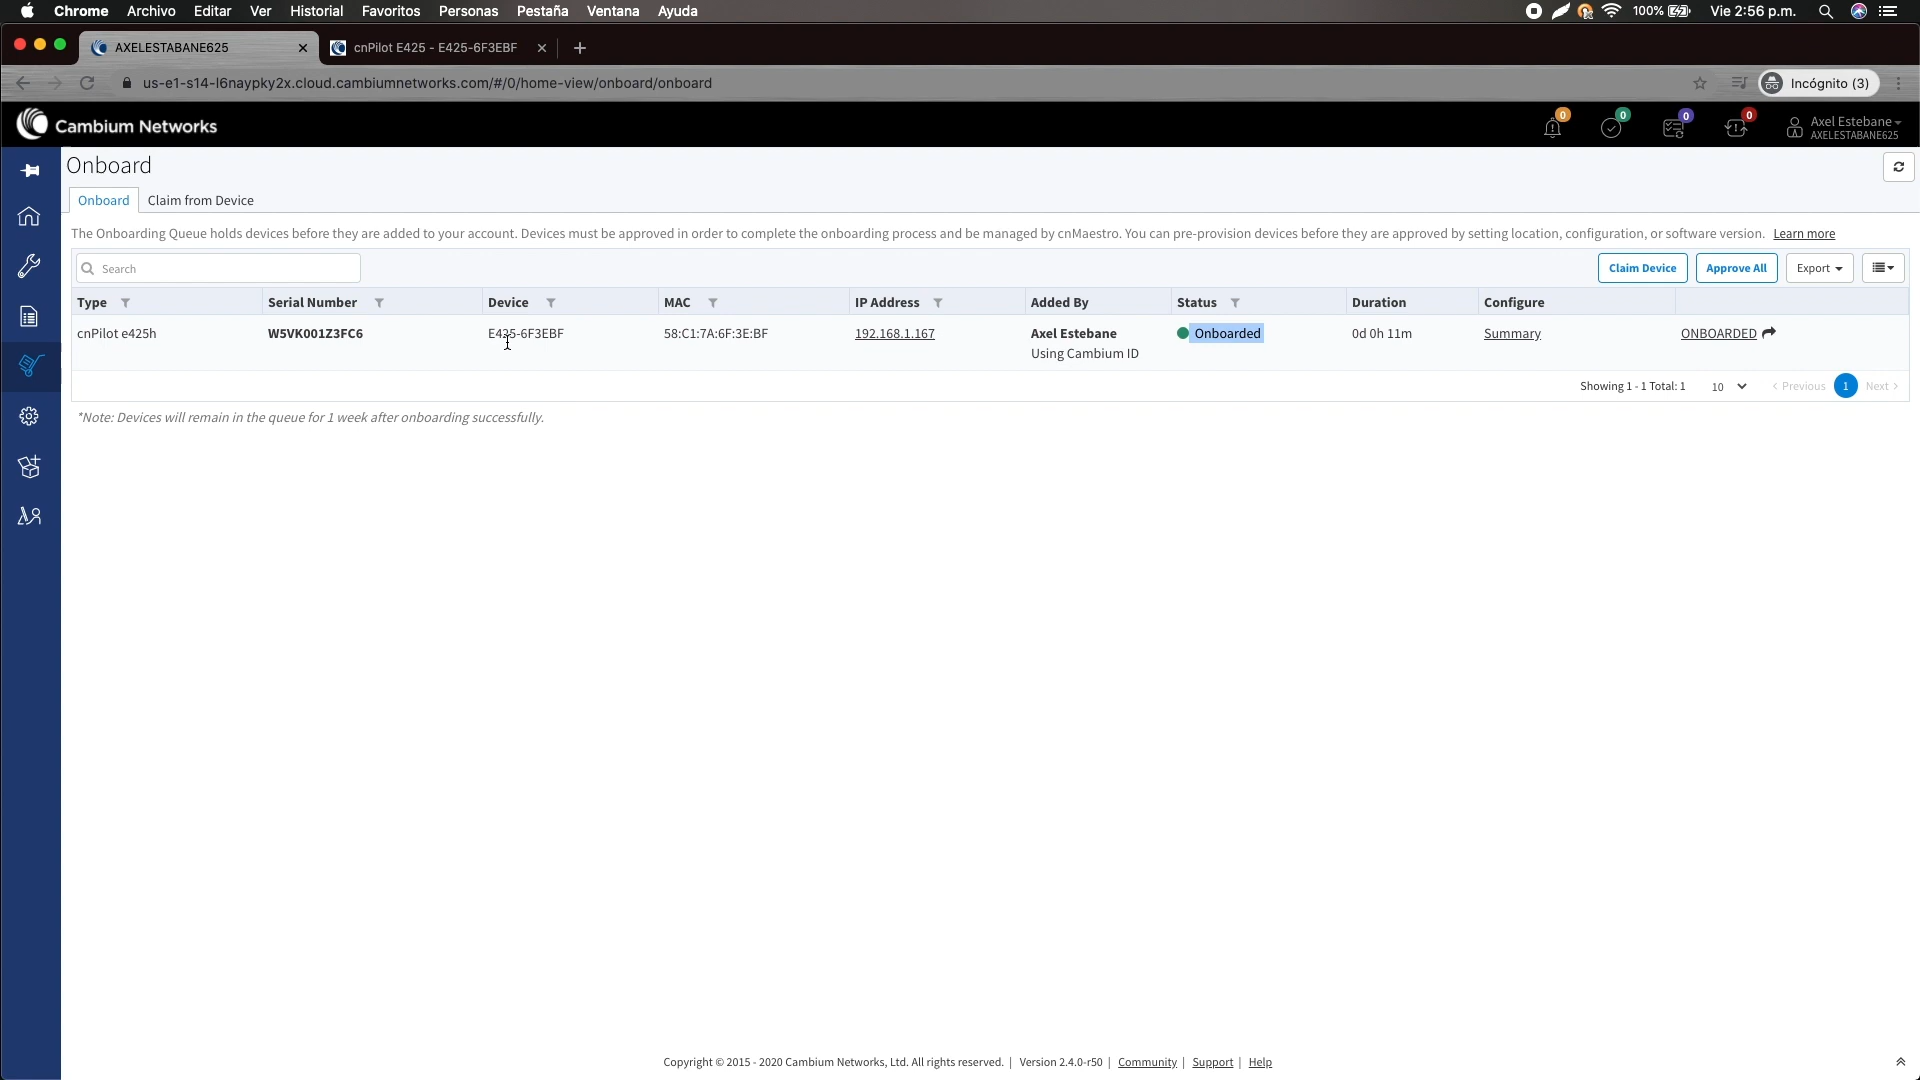 Chrome Archivo Editar Ver Historial Favoritos Personas Pestaña Ventana Ayuda 100% Vie 2:56 p.m.
AXELESTABANE625 cnPilot E425 - E425-6F3EBF
us-e1-s14-l6naypky2x.cloud.cambiumnetworks.com/#/0/home-view/onboard/onboard Incógnito (3)
Cambium Networks 0 0 0 0 Axel Estebane
AXELESTABANE625
Onboard
Onboard Claim from Device
The Onboarding Queue holds devices before they are added to your account. Devices must be approved in order to complete the onboarding process and be managed by cnMaestro. You can pre-provision devices before they are approved by setting location, configuration, or software version. Learn more
Search Claim Device Approve All Export
Type Serial Number Device MAC IP Address Added By Status Duration Configure
cnPilot e425h W5VK001Z3FC6 E425-6F3EBF 58:C1:7A:6F:3E:BF 192.168.1.167 Axel Estebane Onboarded 0d 0h 11m Summary ONBOARDED
Using Cambium ID
Showing 1 - 1 Total: 1 10 < Previous 1 Next >
*Note: Devices will remain in the queue for 1 week after onboarding successfully.
Copyright © 2015 - 2020 Cambium Networks, Ltd. All rights reserved. | Version 2.4.0-r50 | Community | Support | Help